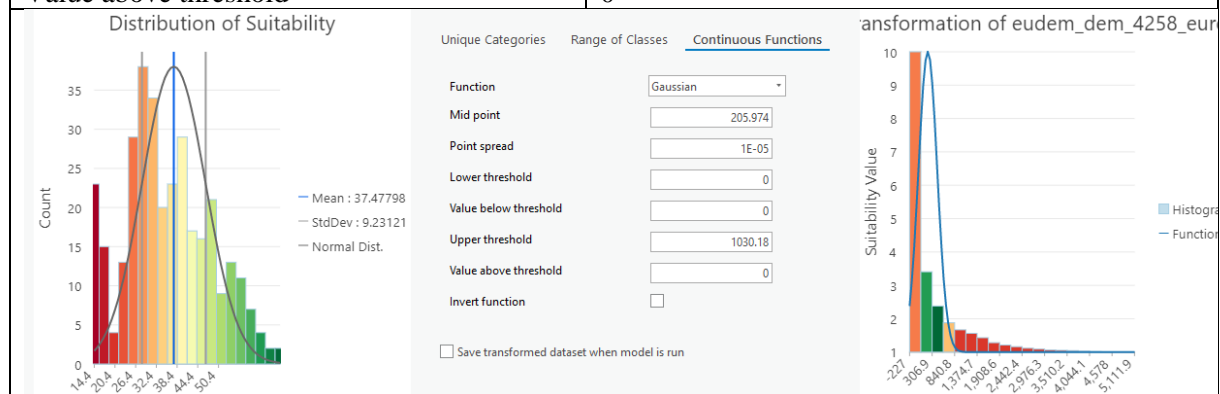 Value above threshold 0
Distribution of Suitability
35
30
25
20
15
10
5
0
Count
14.4
20.4
26.4
32.4
38.4
44.4
50.4
Mean : 37.47798
StdDev : 9.23121
Normal Dist.
Unique Categories Range of Classes Continuous Functions
Function Gaussian
Mid point 205.974
Point spread 1E-05
Lower threshold 0
Value below threshold 0
Upper threshold 1030.18
Value above threshold 0
Invert function
Save transformed dataset when model is run
ansformation of eudem_dem_4258_eur
10
9
8
7
6
5
4
3
2
1
Suitability Value
-227
306.9
840.8
1,374.7
1,908.6
2,442.4
2,976.3
3,510.2
4,044.1
4,578
5,111.9
Histogra
Function